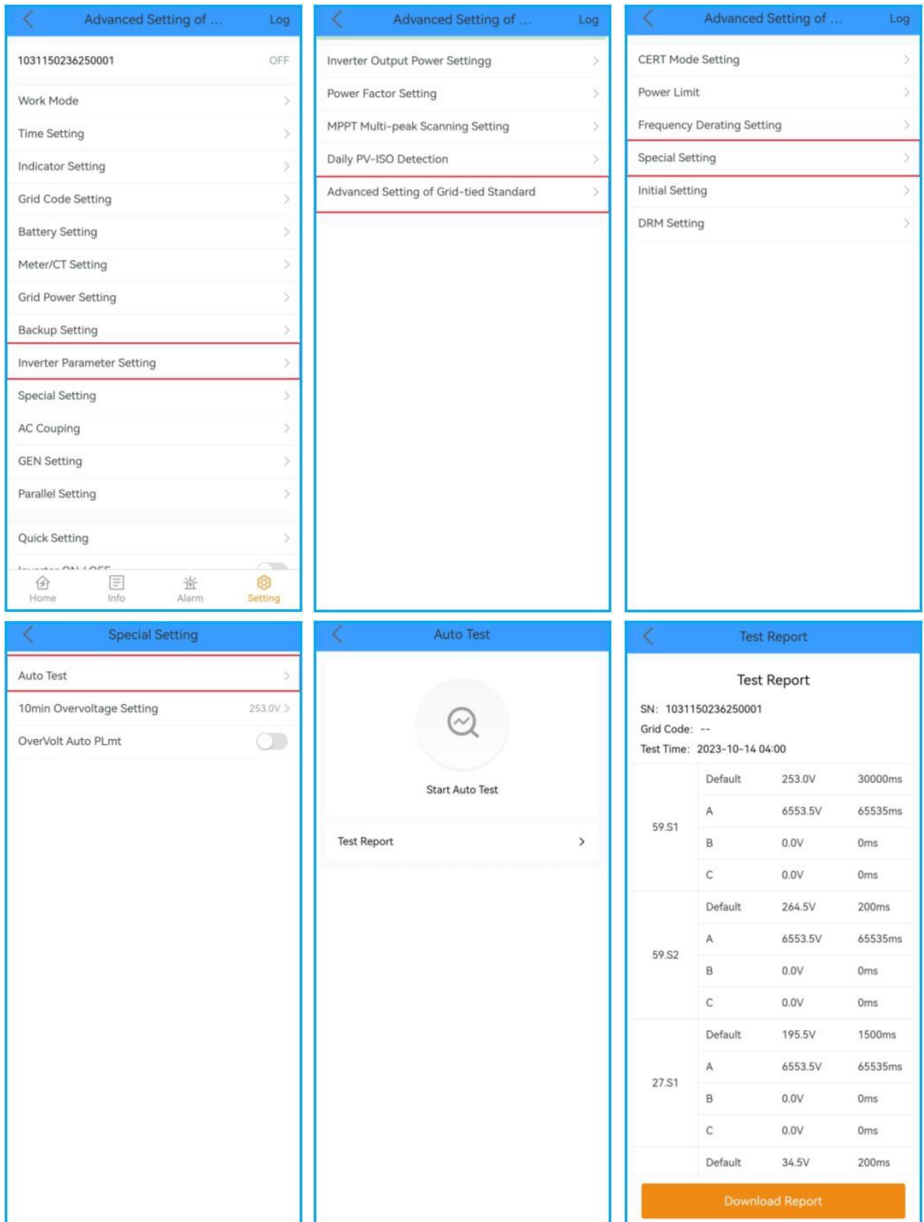 Advanced Setting of ... Log
1031150236250001 OFF
Work Mode
Time Setting
Indicator Setting
Grid Code Setting
Battery Setting
Meter/CT Setting
Grid Power Setting
Backup Setting
Inverter Parameter Setting
Special Setting
AC Couping
GEN Setting
Parallel Setting
Quick Setting
Inverter ON / OFF
Home Info Alarm Setting
Advanced Setting of ... Log
Inverter Output Power Settingg
Power Factor Setting
MPPT Multi-peak Scanning Setting
Daily PV-ISO Detection
Advanced Setting of Grid-tied Standard
Advanced Setting of ... Log
CERT Mode Setting
Power Limit
Frequency Derating Setting
Special Setting
Initial Setting
DRM Setting
Special Setting
Auto Test
10min Overvoltage Setting 253.0V
OverVolt Auto PLmt
Auto Test
Start Auto Test
Test Report
Test Report
Test Report
SN: 1031150236250001
Grid Code: --
Test Time: 2023-10-14 04:00
59.S1
Default 253.0V 30000ms
A 6553.5V 65535ms
B 0.0V 0ms
C 0.0V 0ms
59.S2
Default 264.5V 200ms
A 6553.5V 65535ms
B 0.0V 0ms
C 0.0V 0ms
27.S1
Default 195.5V 1500ms
A 6553.5V 65535ms
B 0.0V 0ms
C 0.0V 0ms
Default 34.5V 200ms
Download Report